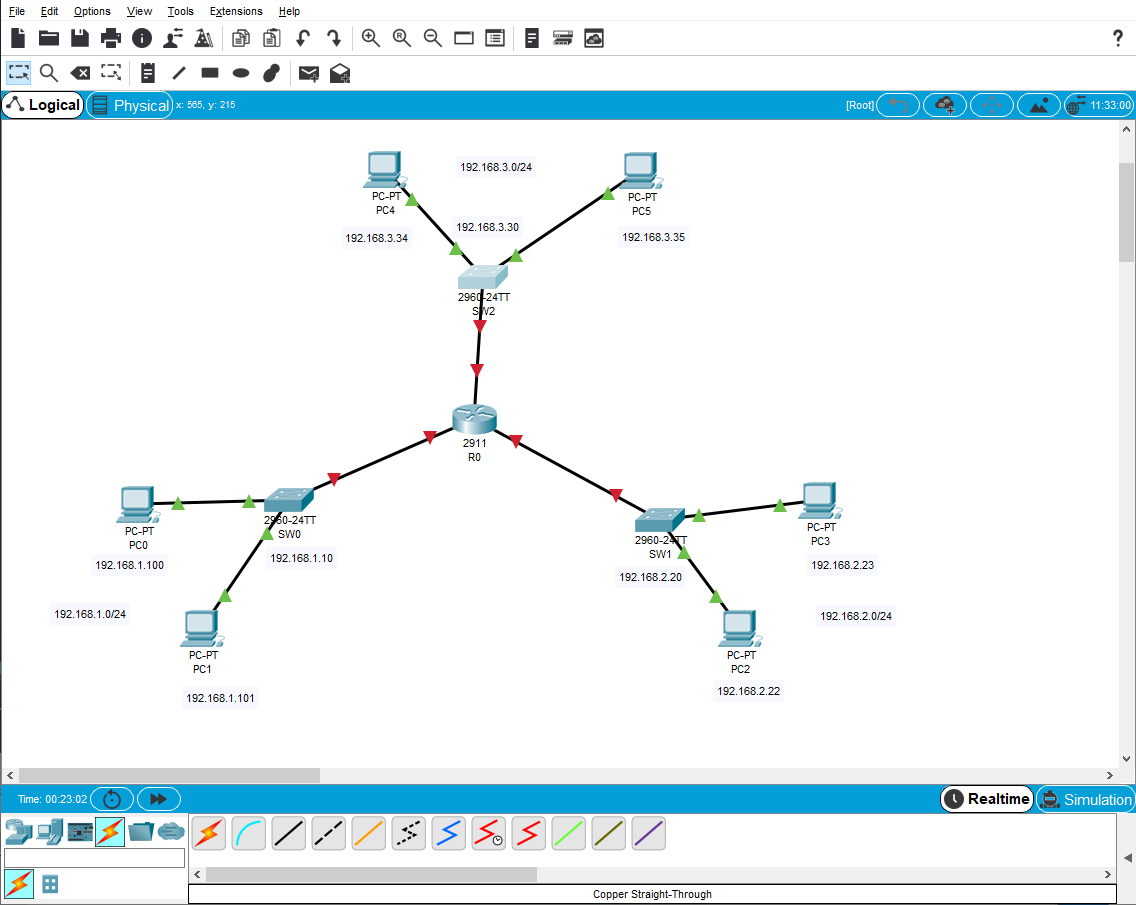 File Edit Options View Tools Extensions Help
?
Logical Physical x: 565, y: 215 [Root] 11:33:00
192.168.3.0/24
PC-PT
PC4
PC-PT
PC5
192.168.3.34
192.168.3.30
192.168.3.35
2960-24TT
SW2
2911
R0
PC-PT
PC0
192.168.1.100
2960-24TT
SW0
192.168.1.10
192.168.1.0/24
PC-PT
PC1
192.168.1.101
2960-24TT
SW1
192.168.2.20
PC-PT
PC3
192.168.2.23
192.168.2.0/24
PC-PT
PC2
192.168.2.22
Time: 00:23:02 Realtime Simulation
Copper Straight-Through